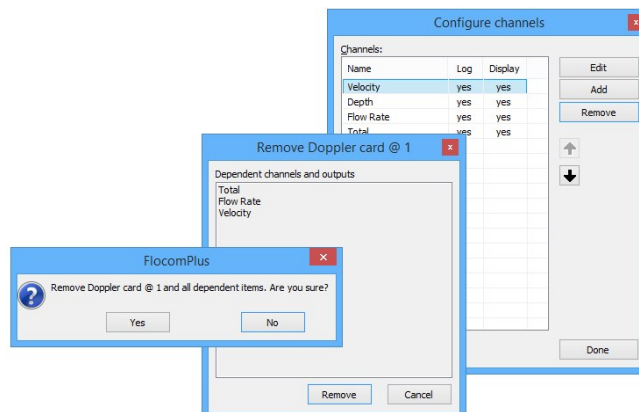 Configure channels
x
Channels:
Name Log Display
Velocity yes yes
Depth yes yes
Flow Rate yes yes
Total yes yes
Edit
Add
Remove
Done
Remove Doppler card @ 1
x
Dependent channels and outputs
Total
Flow Rate
Velocity
Remove Cancel
FlocomPlus
x
? Remove Doppler card @ 1 and all dependent items. Are you sure?
Yes No